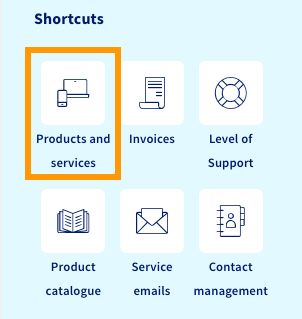 Shortcuts
Products and
services
Invoices
Level of
Support
Product
catalogue
Service
emails
Contact
management